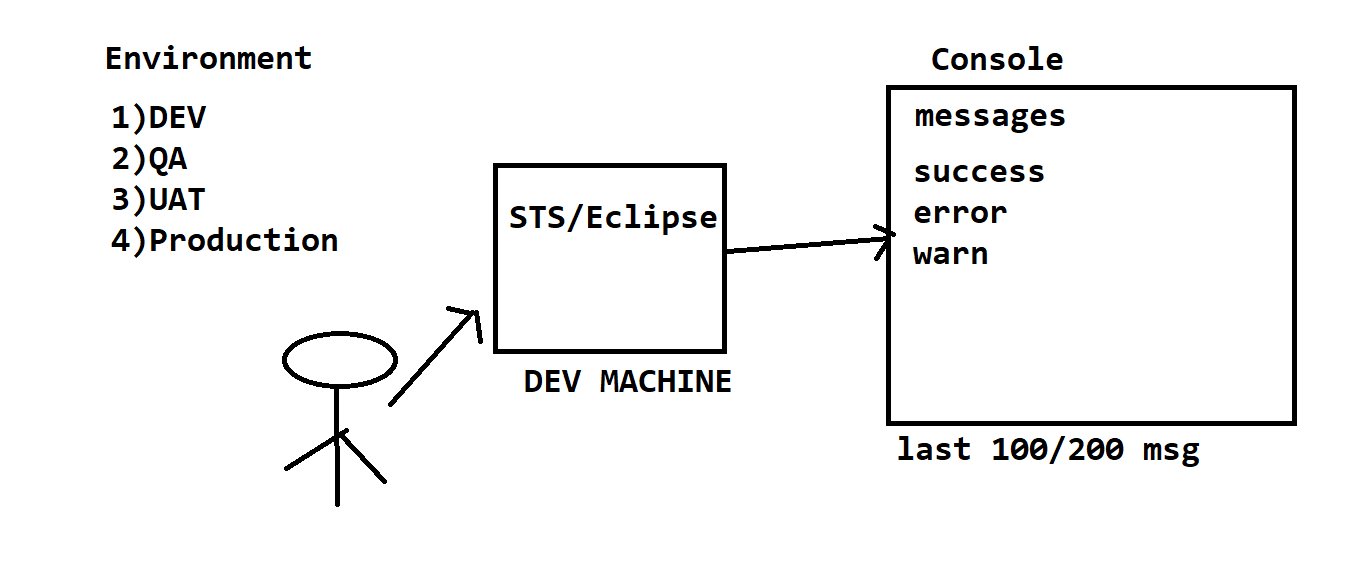 Environment
1)DEV
2)QA
3)UAT
4)Production
STS/Eclipse
DEV MACHINE
Console
messages
success
error
warn
last 100/200 msg